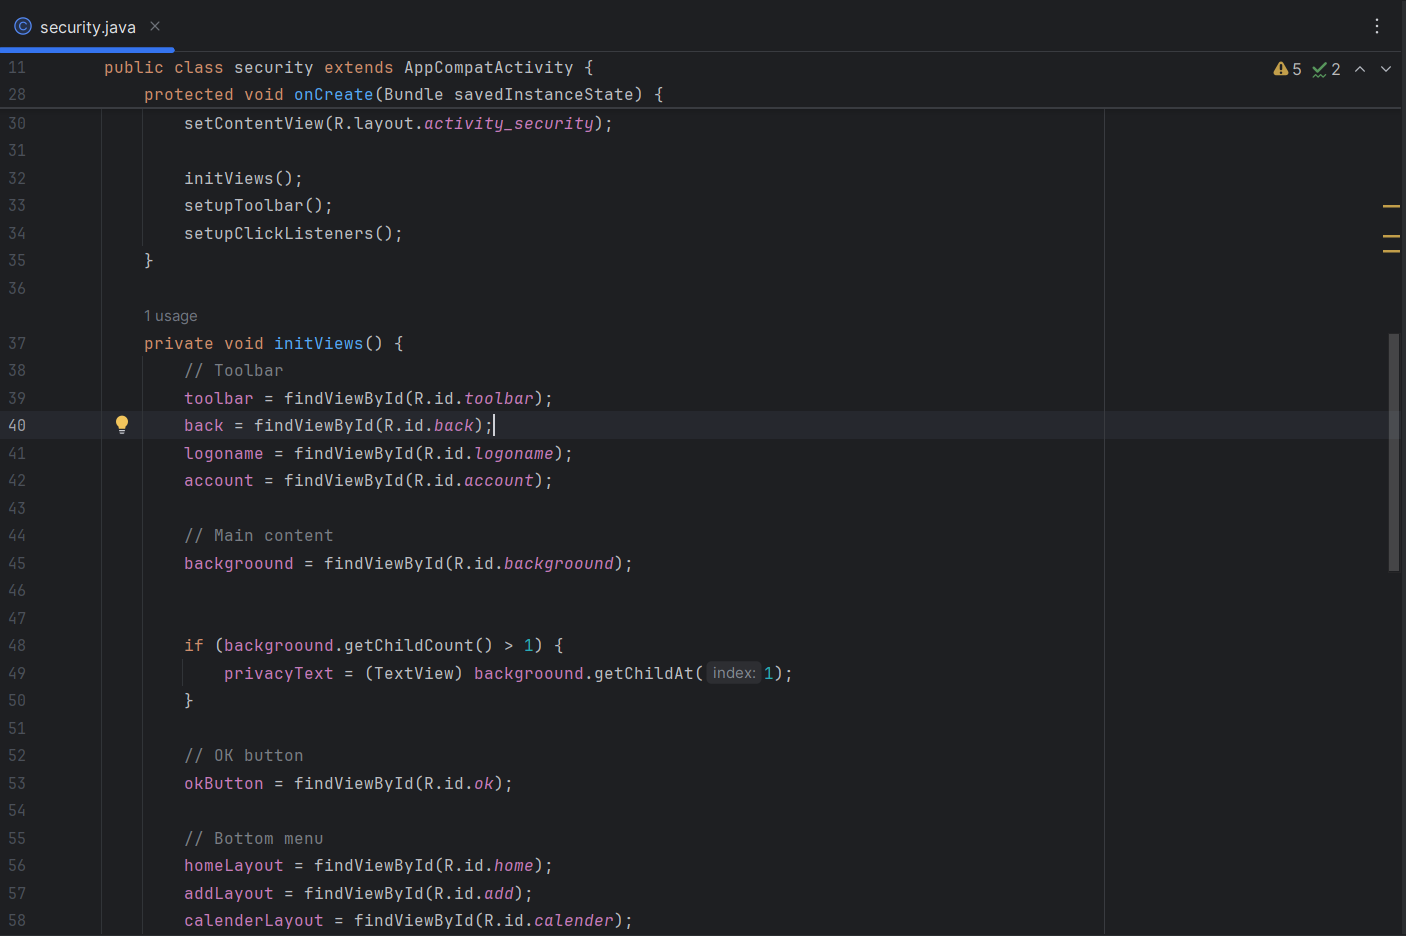 security.java
11 public class security extends AppCompatActivity {
5 2
28 protected void onCreate(Bundle savedInstanceState) {
30 setContentView(R.layout.activity_security);
31
32 initViews();
33 setupToolbar();
34 setupClickListeners();
35 }
36
1 usage
37 private void initViews() {
38 // Toolbar
39 toolbar = findViewById(R.id.toolbar);
40 back = findViewById(R.id.back);
41 logoname = findViewById(R.id.logoname);
42 account = findViewById(R.id.account);
43
44 // Main content
45 backgroound = findViewById(R.id.backgroound);
46
47
48 if (backgroound.getChildCount() > 1) {
49 privacyText = (TextView) backgroound.getChildAt( index: 1);
50 }
51
52 // OK button
53 okButton = findViewById(R.id.ok);
54
55 // Bottom menu
56 homeLayout = findViewById(R.id.home);
57 addLayout = findViewById(R.id.add);
58 calenderLayout = findViewById(R.id.calender);